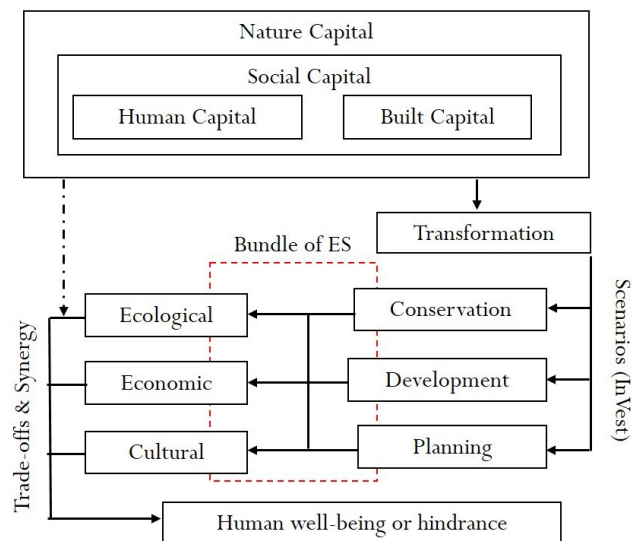 Nature Capital
Social Capital
Human Capital
Built Capital
Transformation
Bundle of ES
Ecological
Conservation
Economic
Development
Cultural
Planning
Trade-offs & Synergy
Scenarios (InVest)
Human well-being or hindrance